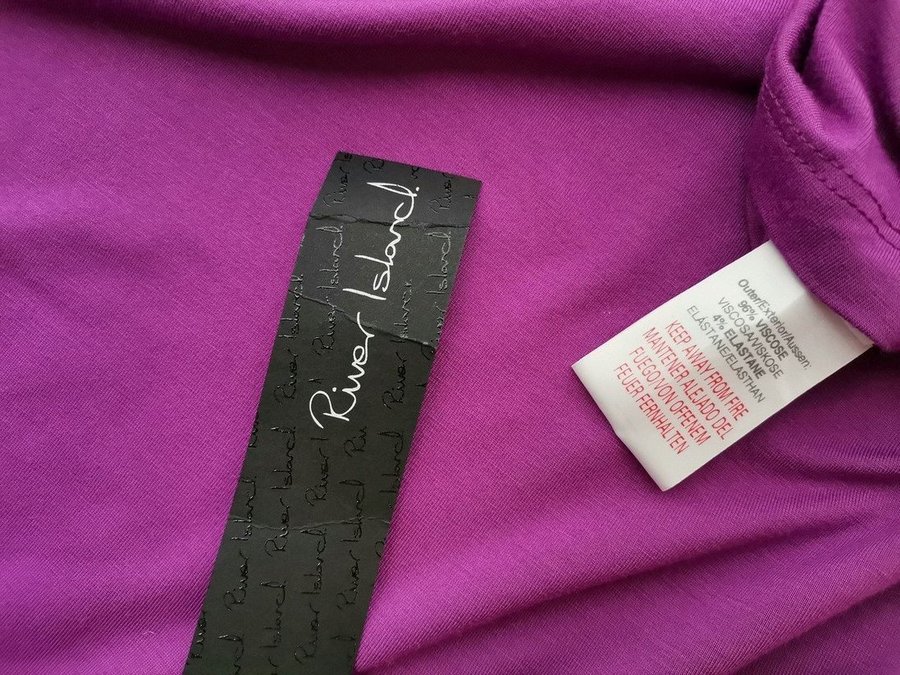 River Island.
Outer/Exterior/Aussen:
96% VISCOSE
VISCOSA/VISKOSE
4% ELASTANE
ELASTANE/ELASTHAN
KEEP AWAY FROM FIRE
MANTENER ALEJADO DEL
FUEGO/VON OFFENEM
FEUER FERNHALTEN